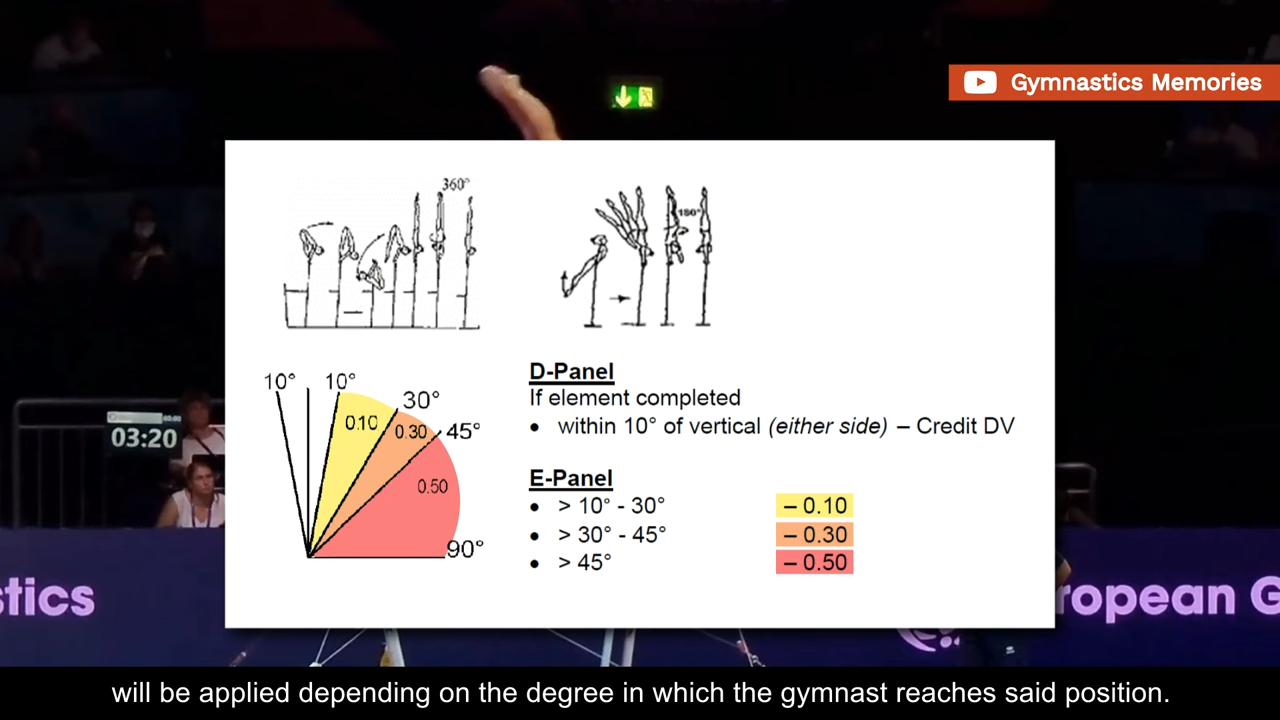 Gymnastics Memories
360°
180°
10°
10°
30°
45°
90°
0.10
0.30
0.50
D-Panel
If element completed
• within 10° of vertical (either side) – Credit DV
E-Panel
• > 10° - 30° – 0.10
• > 30° - 45° – 0.30
• > 45° – 0.50
03:20
stics
ropean G
will be applied depending on the degree in which the gymnast reaches said position.